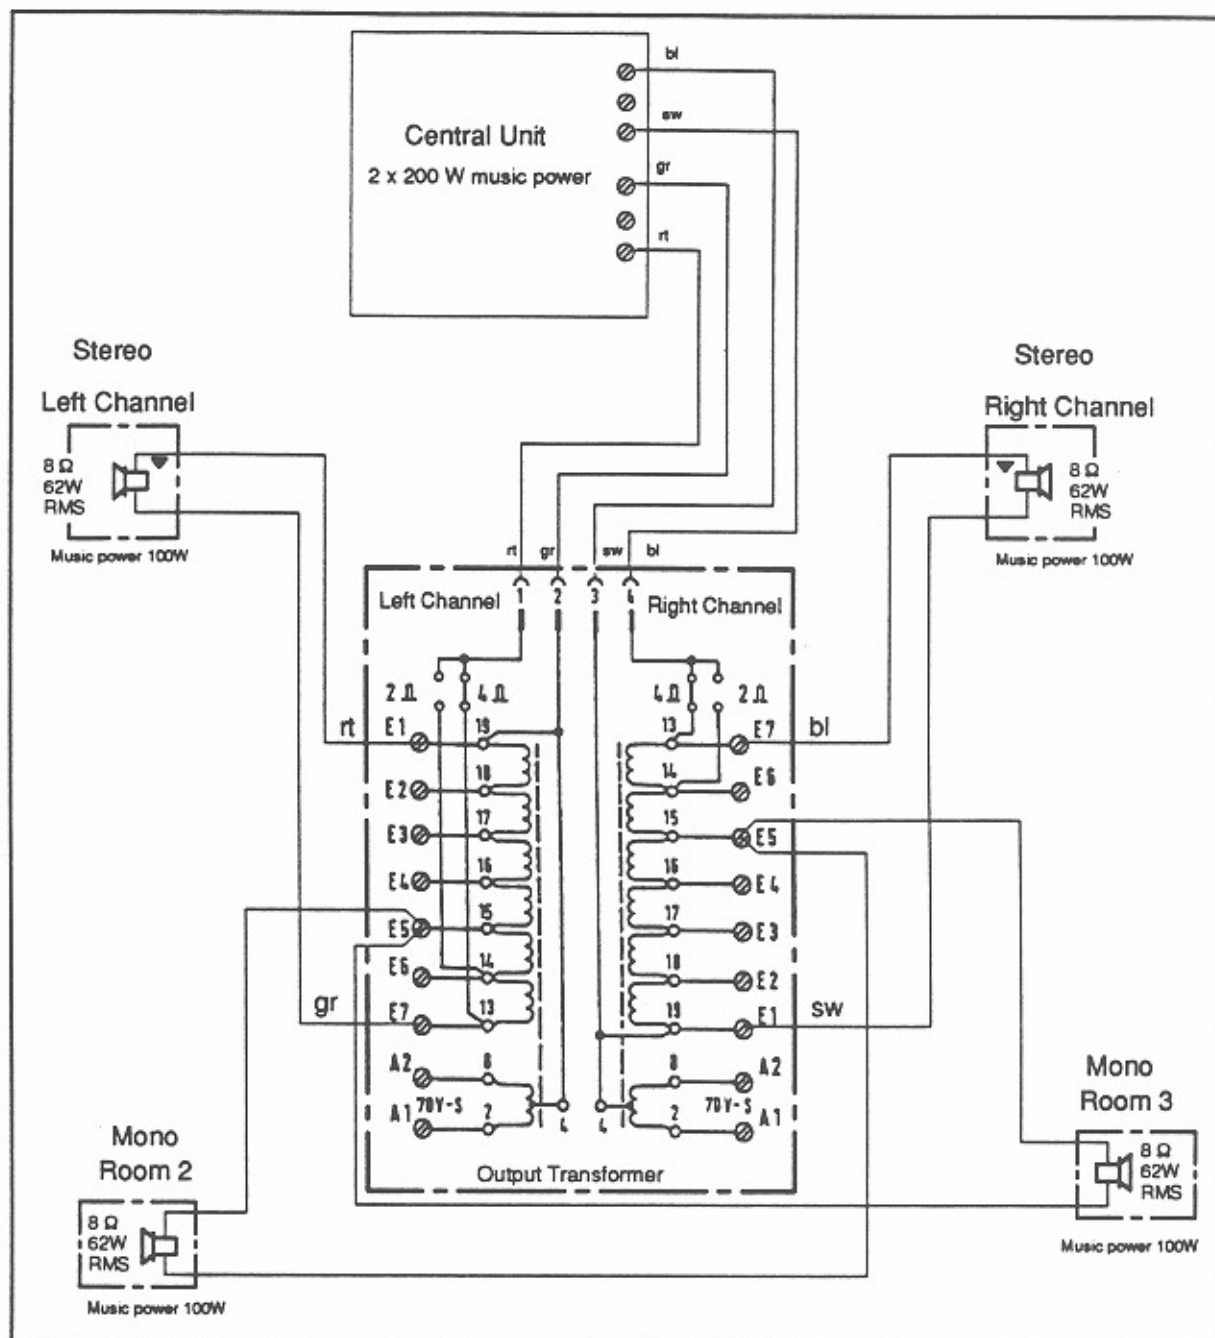 bl
sw
Central Unit
2 x 200 W music power
gr
rt
Stereo
Left Channel
8 Ω
62W
RMS
Music power 100W
Stereo
Right Channel
8 Ω
62W
RMS
Music power 100W
rt gr sw bl
Left Channel
1 2 3 4
Right Channel
2 Ω 4 Ω
4 Ω 2 Ω
rt
E1 19
E2 18
E3 17
E4 16
E5 15
E6 14
gr
E7 13
A2 8
70V-S
A1 2
4
13 E7
bl
14 E6
15 E5
16 E4
17 E3
18 E2
19 E1
sw
8 A2
70V-S
2 A1
4
Output Transformer
Mono
Room 2
8 Ω
62W
RMS
Music power 100W
Mono
Room 3
8 Ω
62W
RMS
Music power 100W